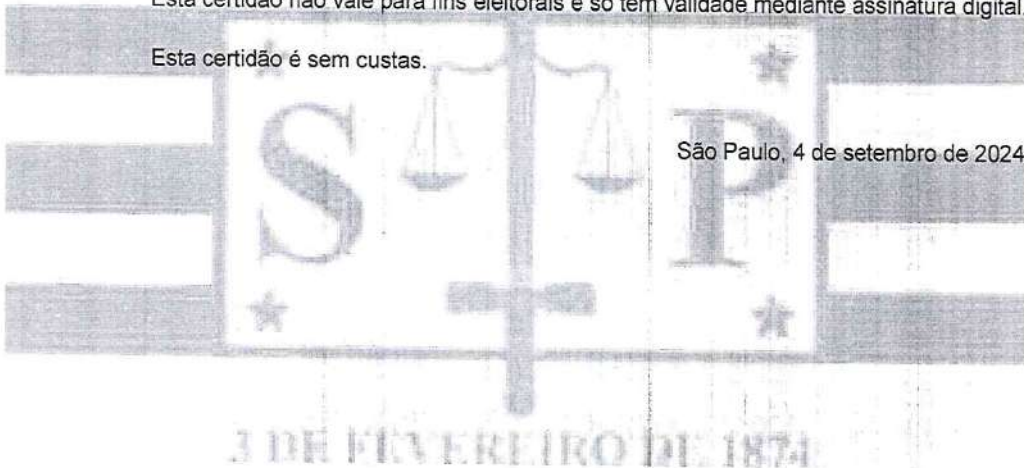 Esta certidão não vale para fins eleitorais e só tem validade mediante assinatura digital.
Esta certidão é sem custas.
São Paulo, 4 de setembro de 2024
S P
3 DE FEVEREIRO DE 1874